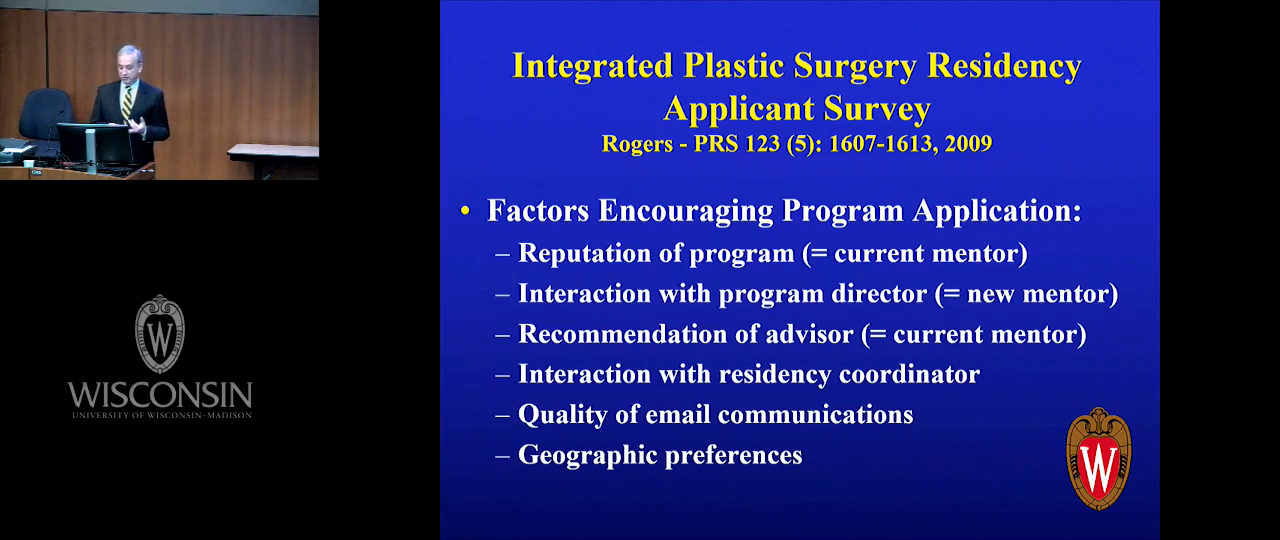 Integrated Plastic Surgery Residency
Applicant Survey
Rogers - PRS 123 (5): 1607-1613, 2009
• Factors Encouraging Program Application:
– Reputation of program (= current mentor)
– Interaction with program director (= new mentor)
– Recommendation of advisor (= current mentor)
– Interaction with residency coordinator
– Quality of email communications
– Geographic preferences
W
W
WISCONSIN
UNIVERSITY OF WISCONSIN–MADISON